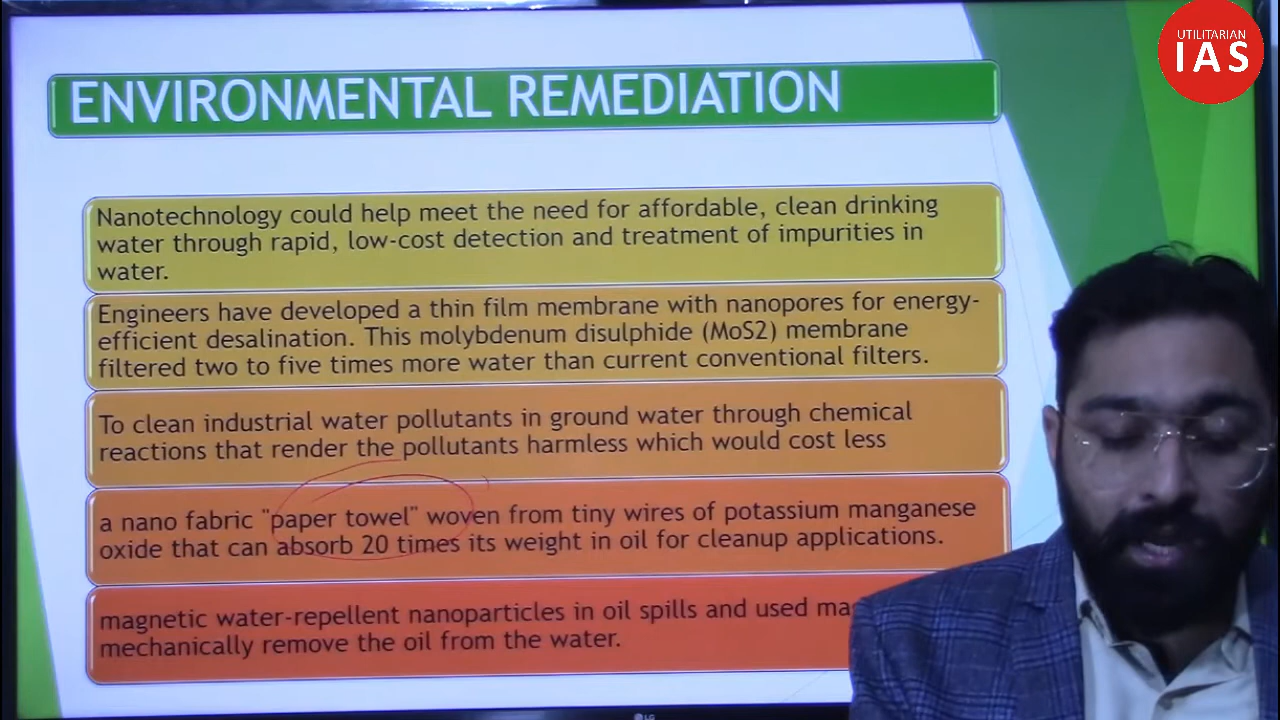 UTILITARIAN
IAS
ENVIRONMENTAL REMEDIATION
Nanotechnology could help meet the need for affordable, clean drinking
water through rapid, low-cost detection and treatment of impurities in
water.
Engineers have developed a thin film membrane with nanopores for energy-
efficient desalination. This molybdenum disulphide (MoS2) membrane
filtered two to five times more water than current conventional filters.
To clean industrial water pollutants in ground water through chemical
reactions that render the pollutants harmless which would cost less
a nano fabric "paper towel" woven from tiny wires of potassium manganese
oxide that can absorb 20 times its weight in oil for cleanup applications.
magnetic water-repellent nanoparticles in oil spills and used
mechanically remove the oil from the water.
LG